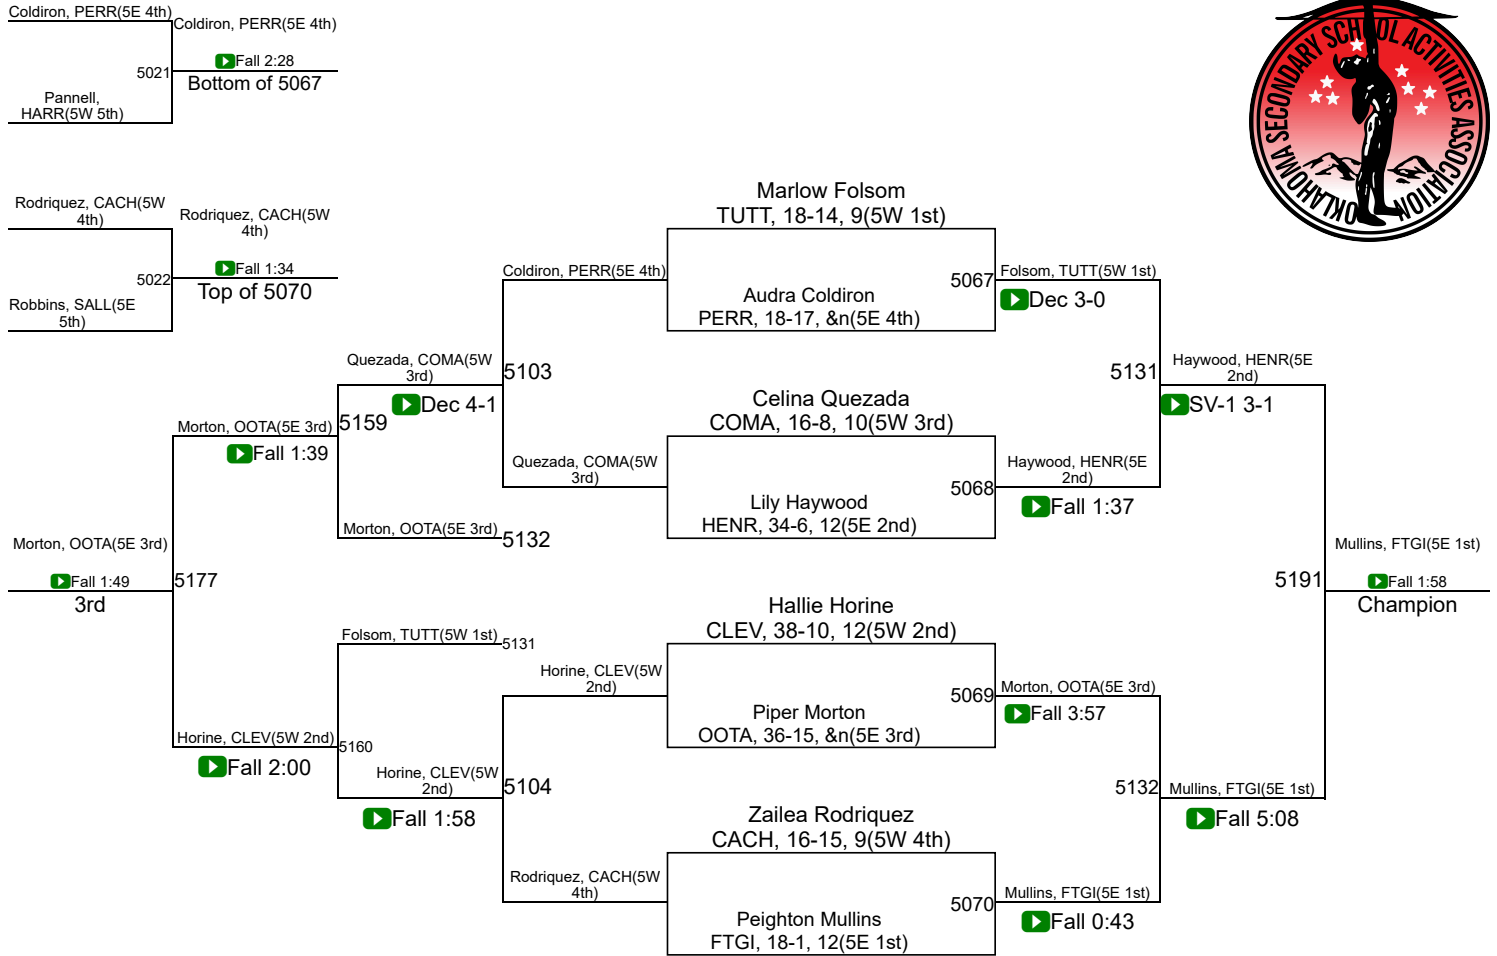 Coldiron, PERR(5E 4th)
Coldiron, PERR(5E 4th)
Fall 2:28
5021
Bottom of 5067
Pannell,
HARR(5W 5th)
OKLAHOMA SECONDARY SCHOOL ACTIVITIES ASSOCIATION
Rodriquez, CACH(5W
4th)
Rodriquez, CACH(5W
4th)
Fall 1:34
5022
Top of 5070
Robbins, SALL(5E
5th)
Marlow Folsom
TUTT, 18-14, 9(5W 1st)
Coldiron, PERR(5E 4th)
5067
Folsom, TUTT(5W 1st)
Dec 3-0
Audra Coldiron
PERR, 18-17, &n(5E 4th)
Quezada, COMA(5W
3rd)
5103
Dec 4-1
5131
Haywood, HENR(5E
2nd)
SV-1 3-1
Celina Quezada
COMA, 16-8, 10(5W 3rd)
Morton, OOTA(5E 3rd)
5159
Fall 1:39
Quezada, COMA(5W
3rd)
Haywood, HENR(5E
2nd)
5068
Fall 1:37
Lily Haywood
HENR, 34-6, 12(5E 2nd)
Morton, OOTA(5E 3rd)
5132
Morton, OOTA(5E 3rd)
Fall 1:49
3rd
5177
Mullins, FTGI(5E 1st)
5191
Fall 1:58
Champion
Hallie Horine
CLEV, 38-10, 12(5W 2nd)
Folsom, TUTT(5W 1st)
5131
Horine, CLEV(5W
2nd)
5069
Morton, OOTA(5E 3rd)
Fall 3:57
Piper Morton
OOTA, 36-15, &n(5E 3rd)
Horine, CLEV(5W 2nd)
5160
Fall 2:00
Horine, CLEV(5W
2nd)
5104
Fall 1:58
5132
Mullins, FTGI(5E 1st)
Fall 5:08
Zailea Rodriquez
CACH, 16-15, 9(5W 4th)
Rodriquez, CACH(5W
4th)
5070
Mullins, FTGI(5E 1st)
Fall 0:43
Peighton Mullins
FTGI, 18-1, 12(5E 1st)